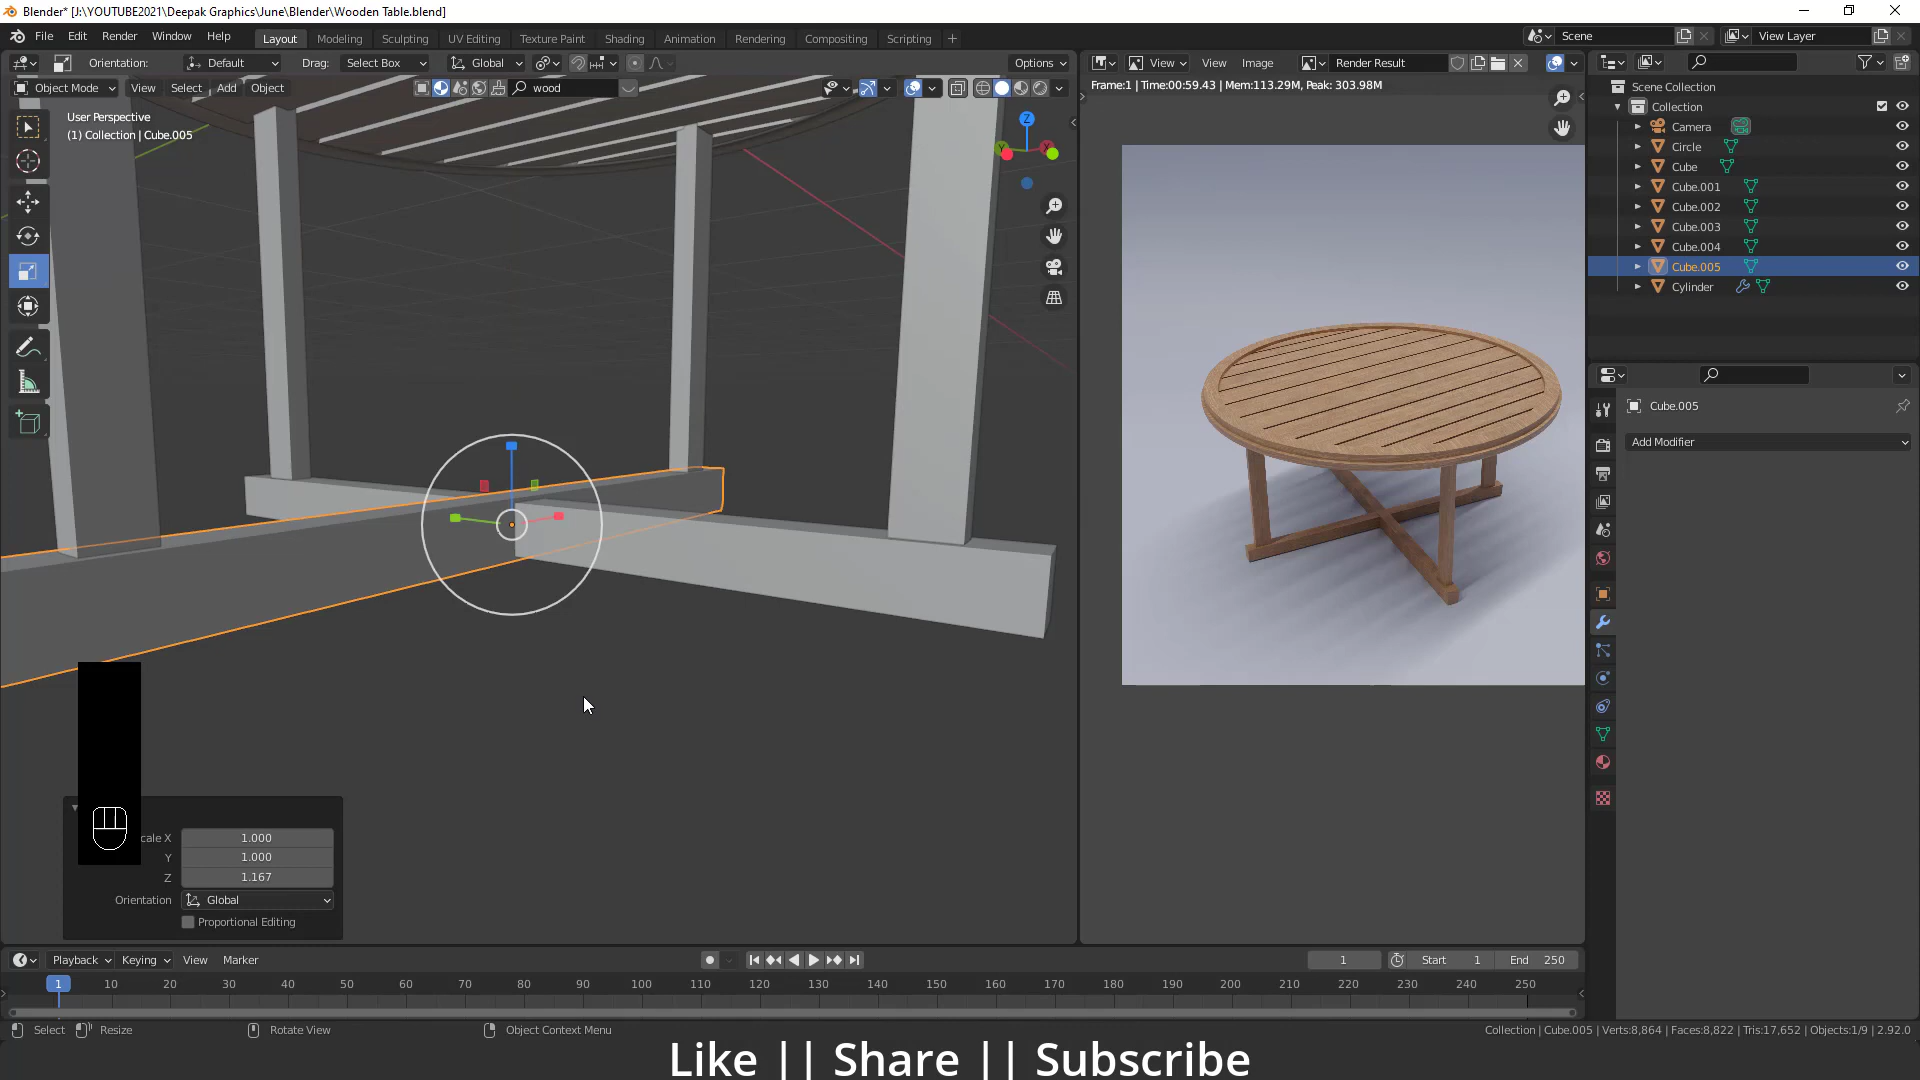 Blender* [J:\YOUTUBE2021\Deepak Graphics\June\Blender\Wooden Table.blend]
File Edit Render Window Help Layout Modeling Sculpting UV Editing Texture Paint Shading Animation Rendering Compositing Scripting + Scene View Layer
Orientation: Default Drag: Select Box Global Options View View Image Render Result
Object Mode View Select Add Object wood Frame:1 | Time:00:59.43 | Mem:113.29M, Peak: 303.98M
User Perspective
(1) Collection | Cube.005
Z
Y
X
Scene Collection
Collection
Camera
Circle
Cube
Cube.001
Cube.002
Cube.003
Cube.004
Cube.005
Cylinder
Cube.005
Add Modifier
cale X 1.000
Y 1.000
Z 1.167
Orientation Global
Proportional Editing
Playback Keying View Marker 1 Start 1 End 250
1 10 20 30 40 50 60 70 80 90 100 110 120 130 140 150 160 170 180 190 200 210 220 230 240 250
Select Resize Rotate View Object Context Menu Collection | Cube.005 | Verts:8,864 | Faces:8,822 | Tris:17,652 | Objects:1/9 | 2.92.0
Like || Share || Subscribe